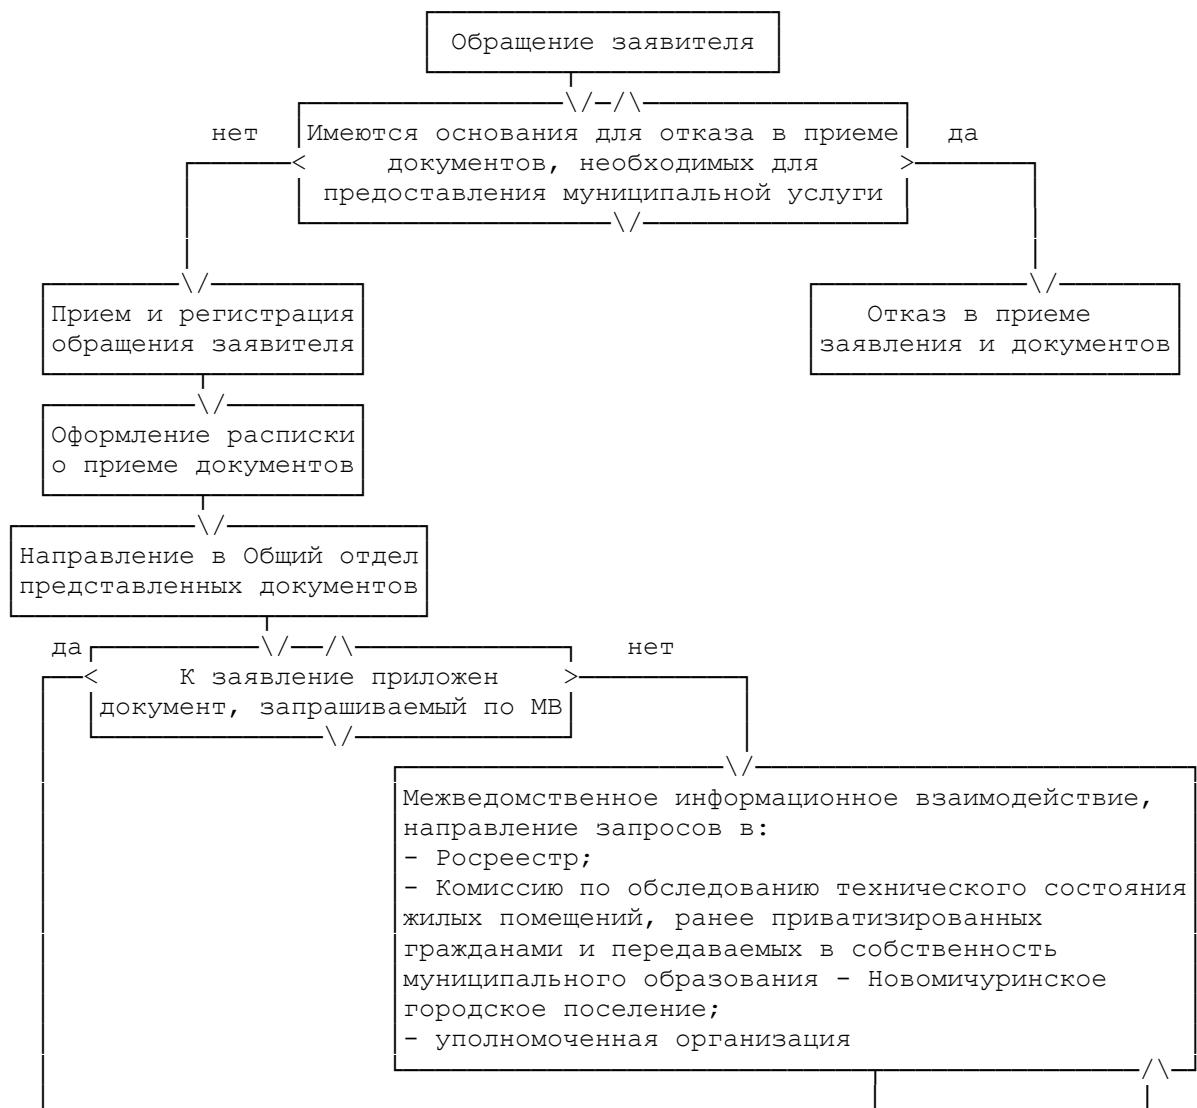 Обращение заявителя
нет
Имеются основания для отказа в приеме
да
документов, необходимых для
предоставления муниципальной услуги
Прием и регистрация
обращения заявителя
Отказ в приеме
заявления и документов
Оформление расписки
о приеме документов
Направление в Общий отдел
представленных документов
да
нет
К заявление приложен
документ, запрашиваемый по МВ
Межведомственное информационное взаимодействие,
направление запросов в:
- Росреестр;
- Комиссию по обследованию технического состояния
жилых помещений, ранее приватизированных
гражданами и передаваемых в собственность
муниципального образования - Новомичуринское
городское поселение;
- уполномоченная организация